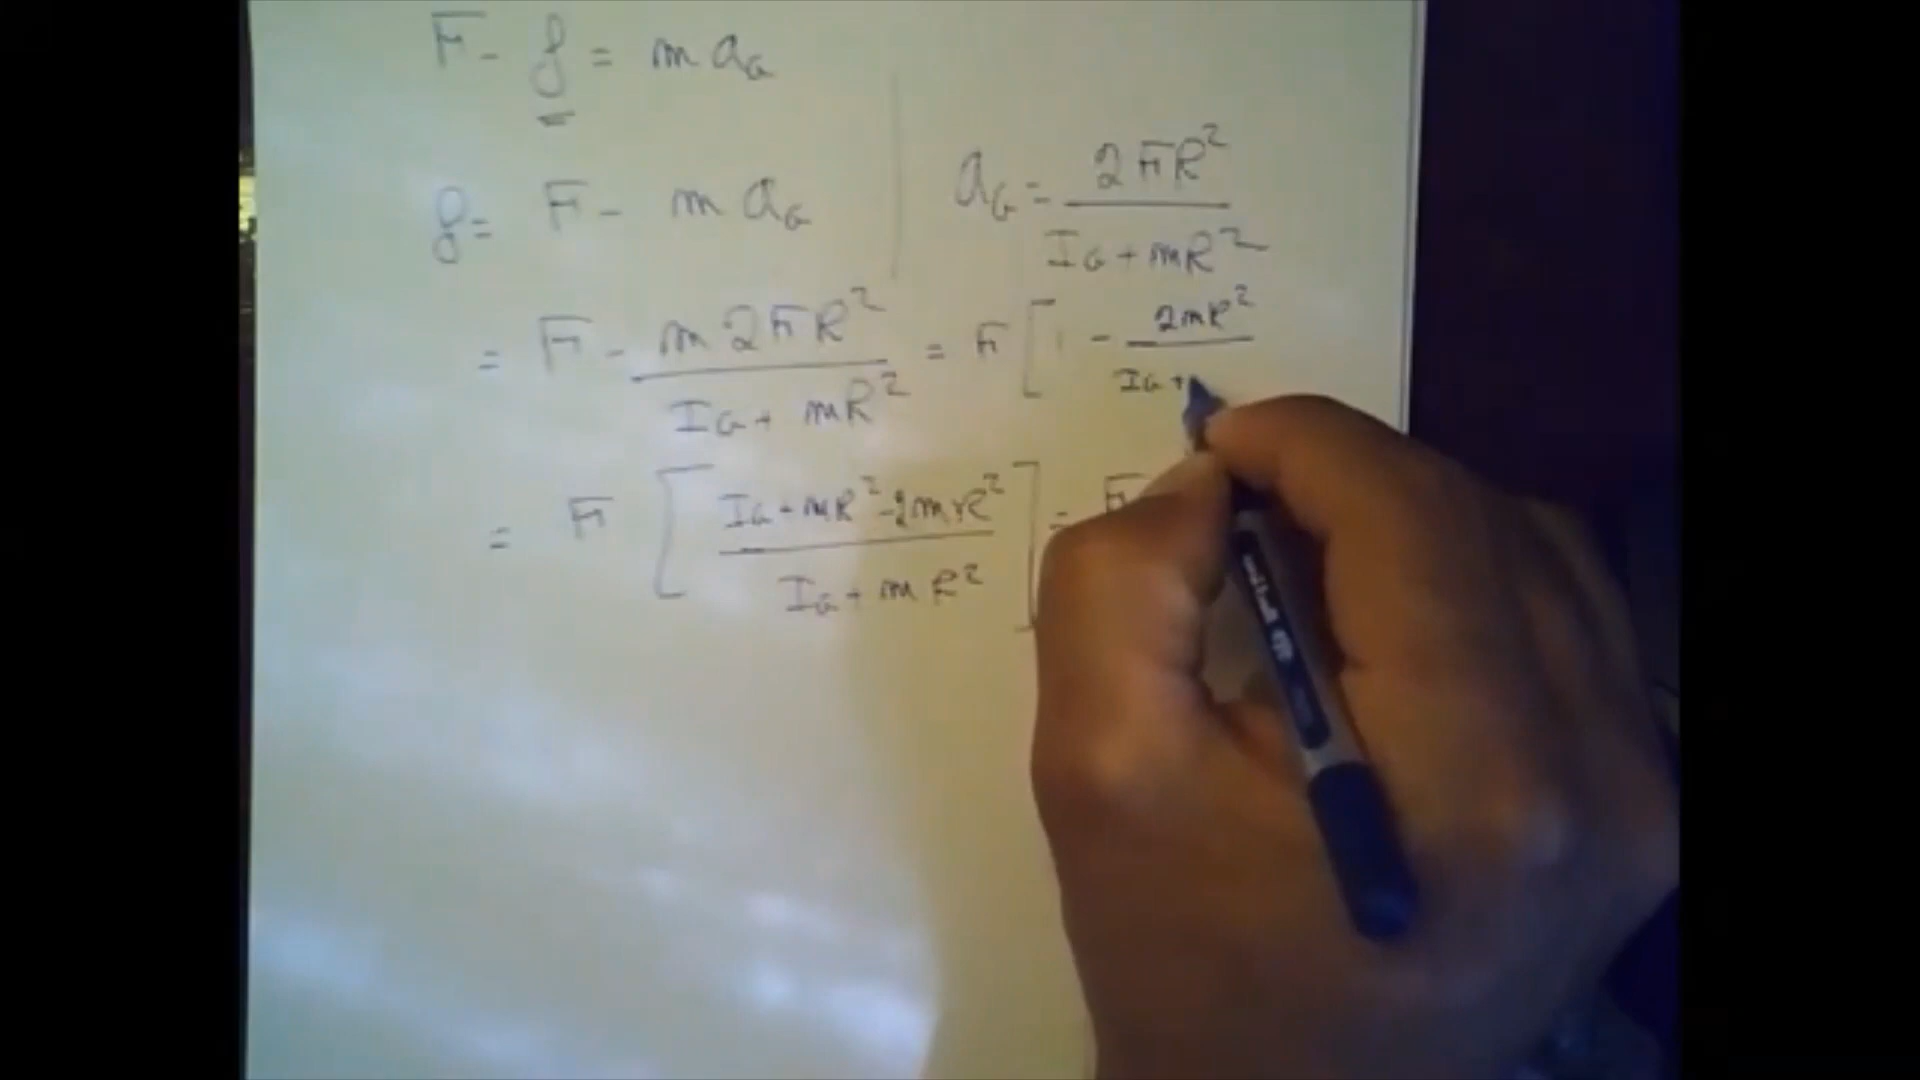 F - f = m a_G
f = F - m a_G
a_G = 2FR² / (I_G + mR²)
= F - m2FR² / (I_G + mR²) = F [ 1 - 2mR² / I_G +
= F [ (I_G + mR² - 2mR²) / (I_G + mR²) ] = F